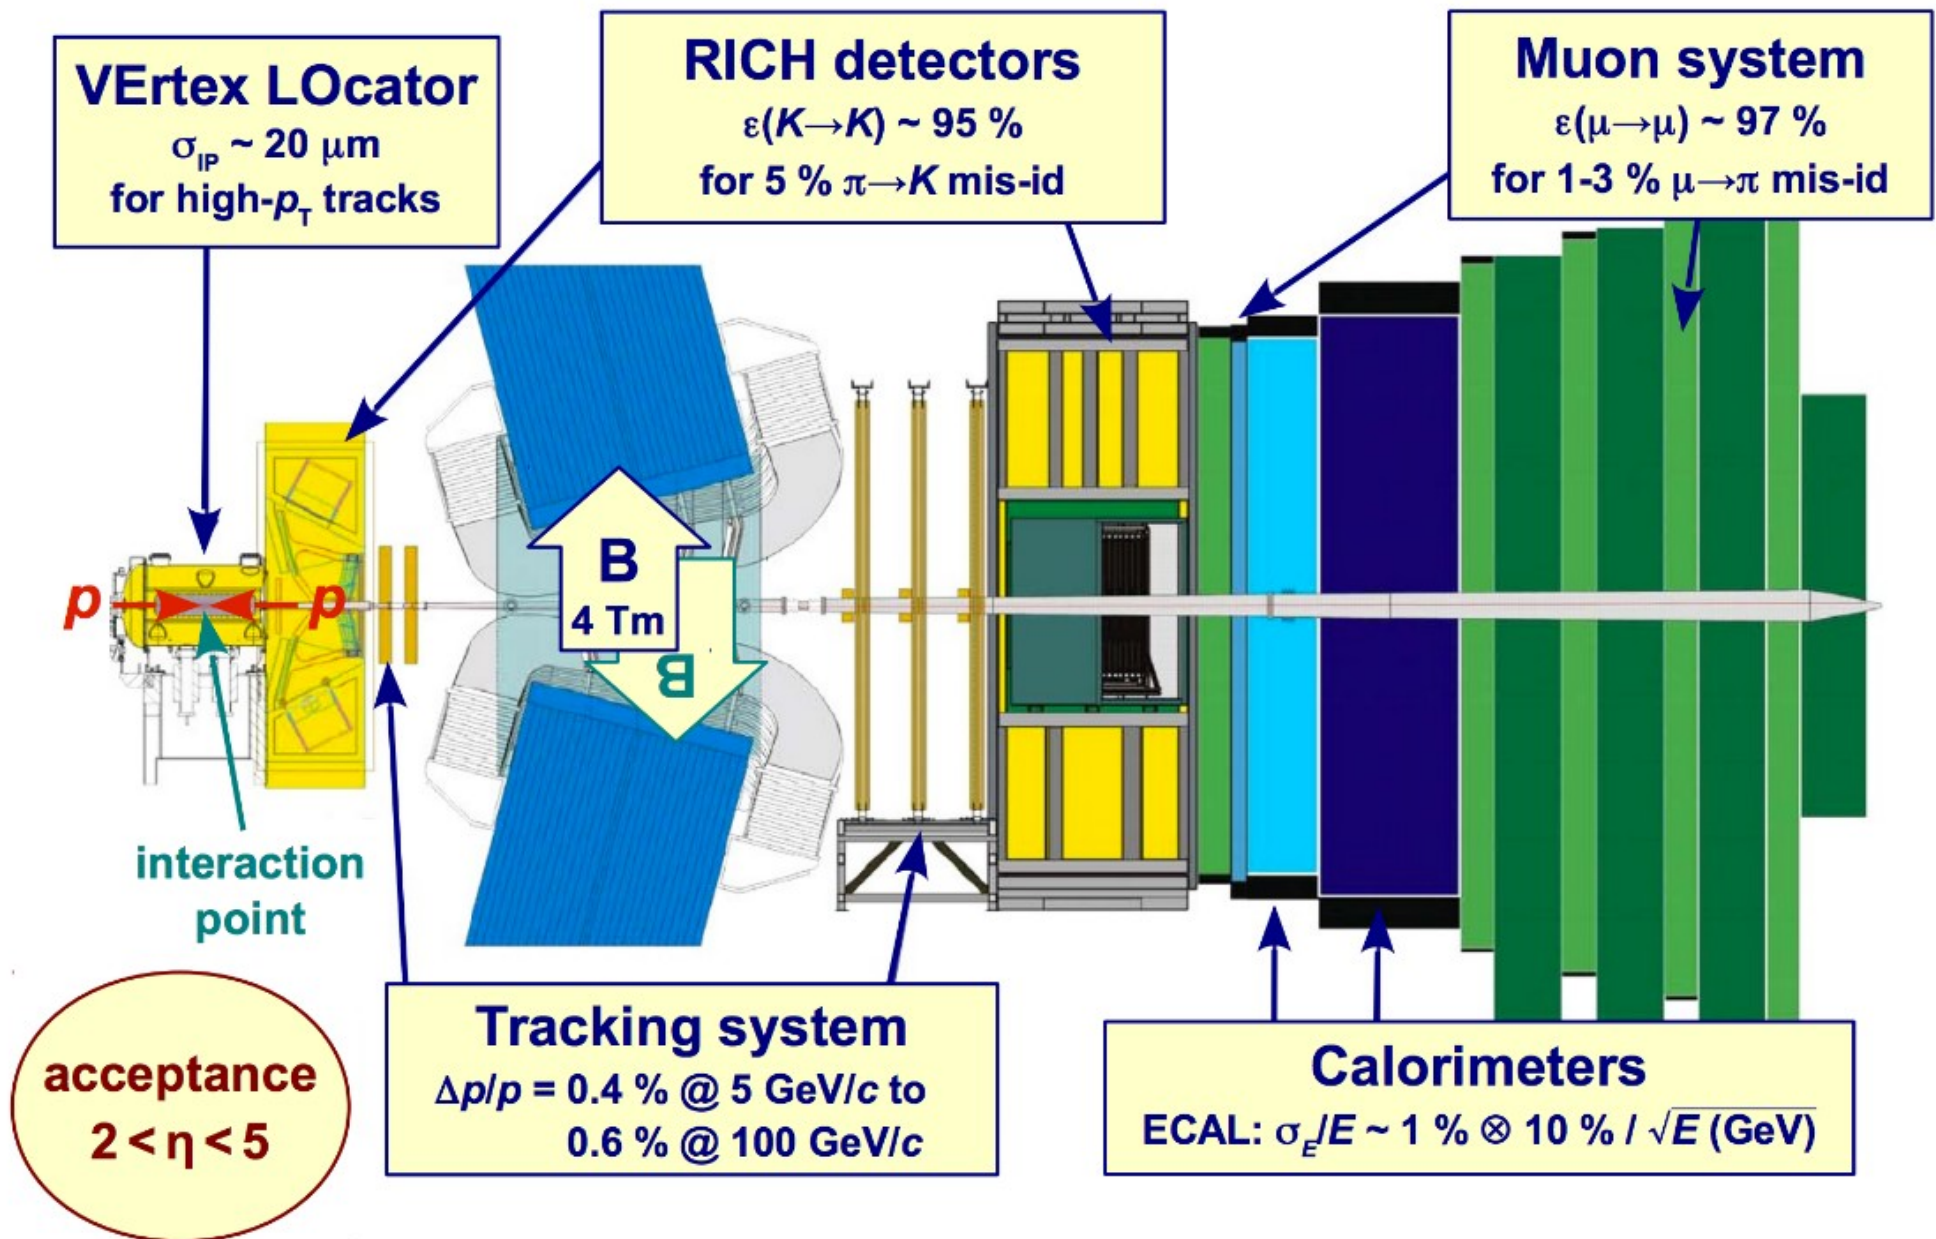 VErtex LOcator
σIP ~ 20 μm
for high-pT tracks
RICH detectors
ε(K→K) ~ 95 %
for 5 % π→K mis-id
Muon system
ε(μ→μ) ~ 97 %
for 1-3 % μ→π mis-id
p
p
B
4 Tm
B
interaction
point
acceptance
2 < η < 5
Tracking system
Δp/p = 0.4 % @ 5 GeV/c to
0.6 % @ 100 GeV/c
Calorimeters
ECAL: σE/E ~ 1 % ⊗ 10 % / √E (GeV)